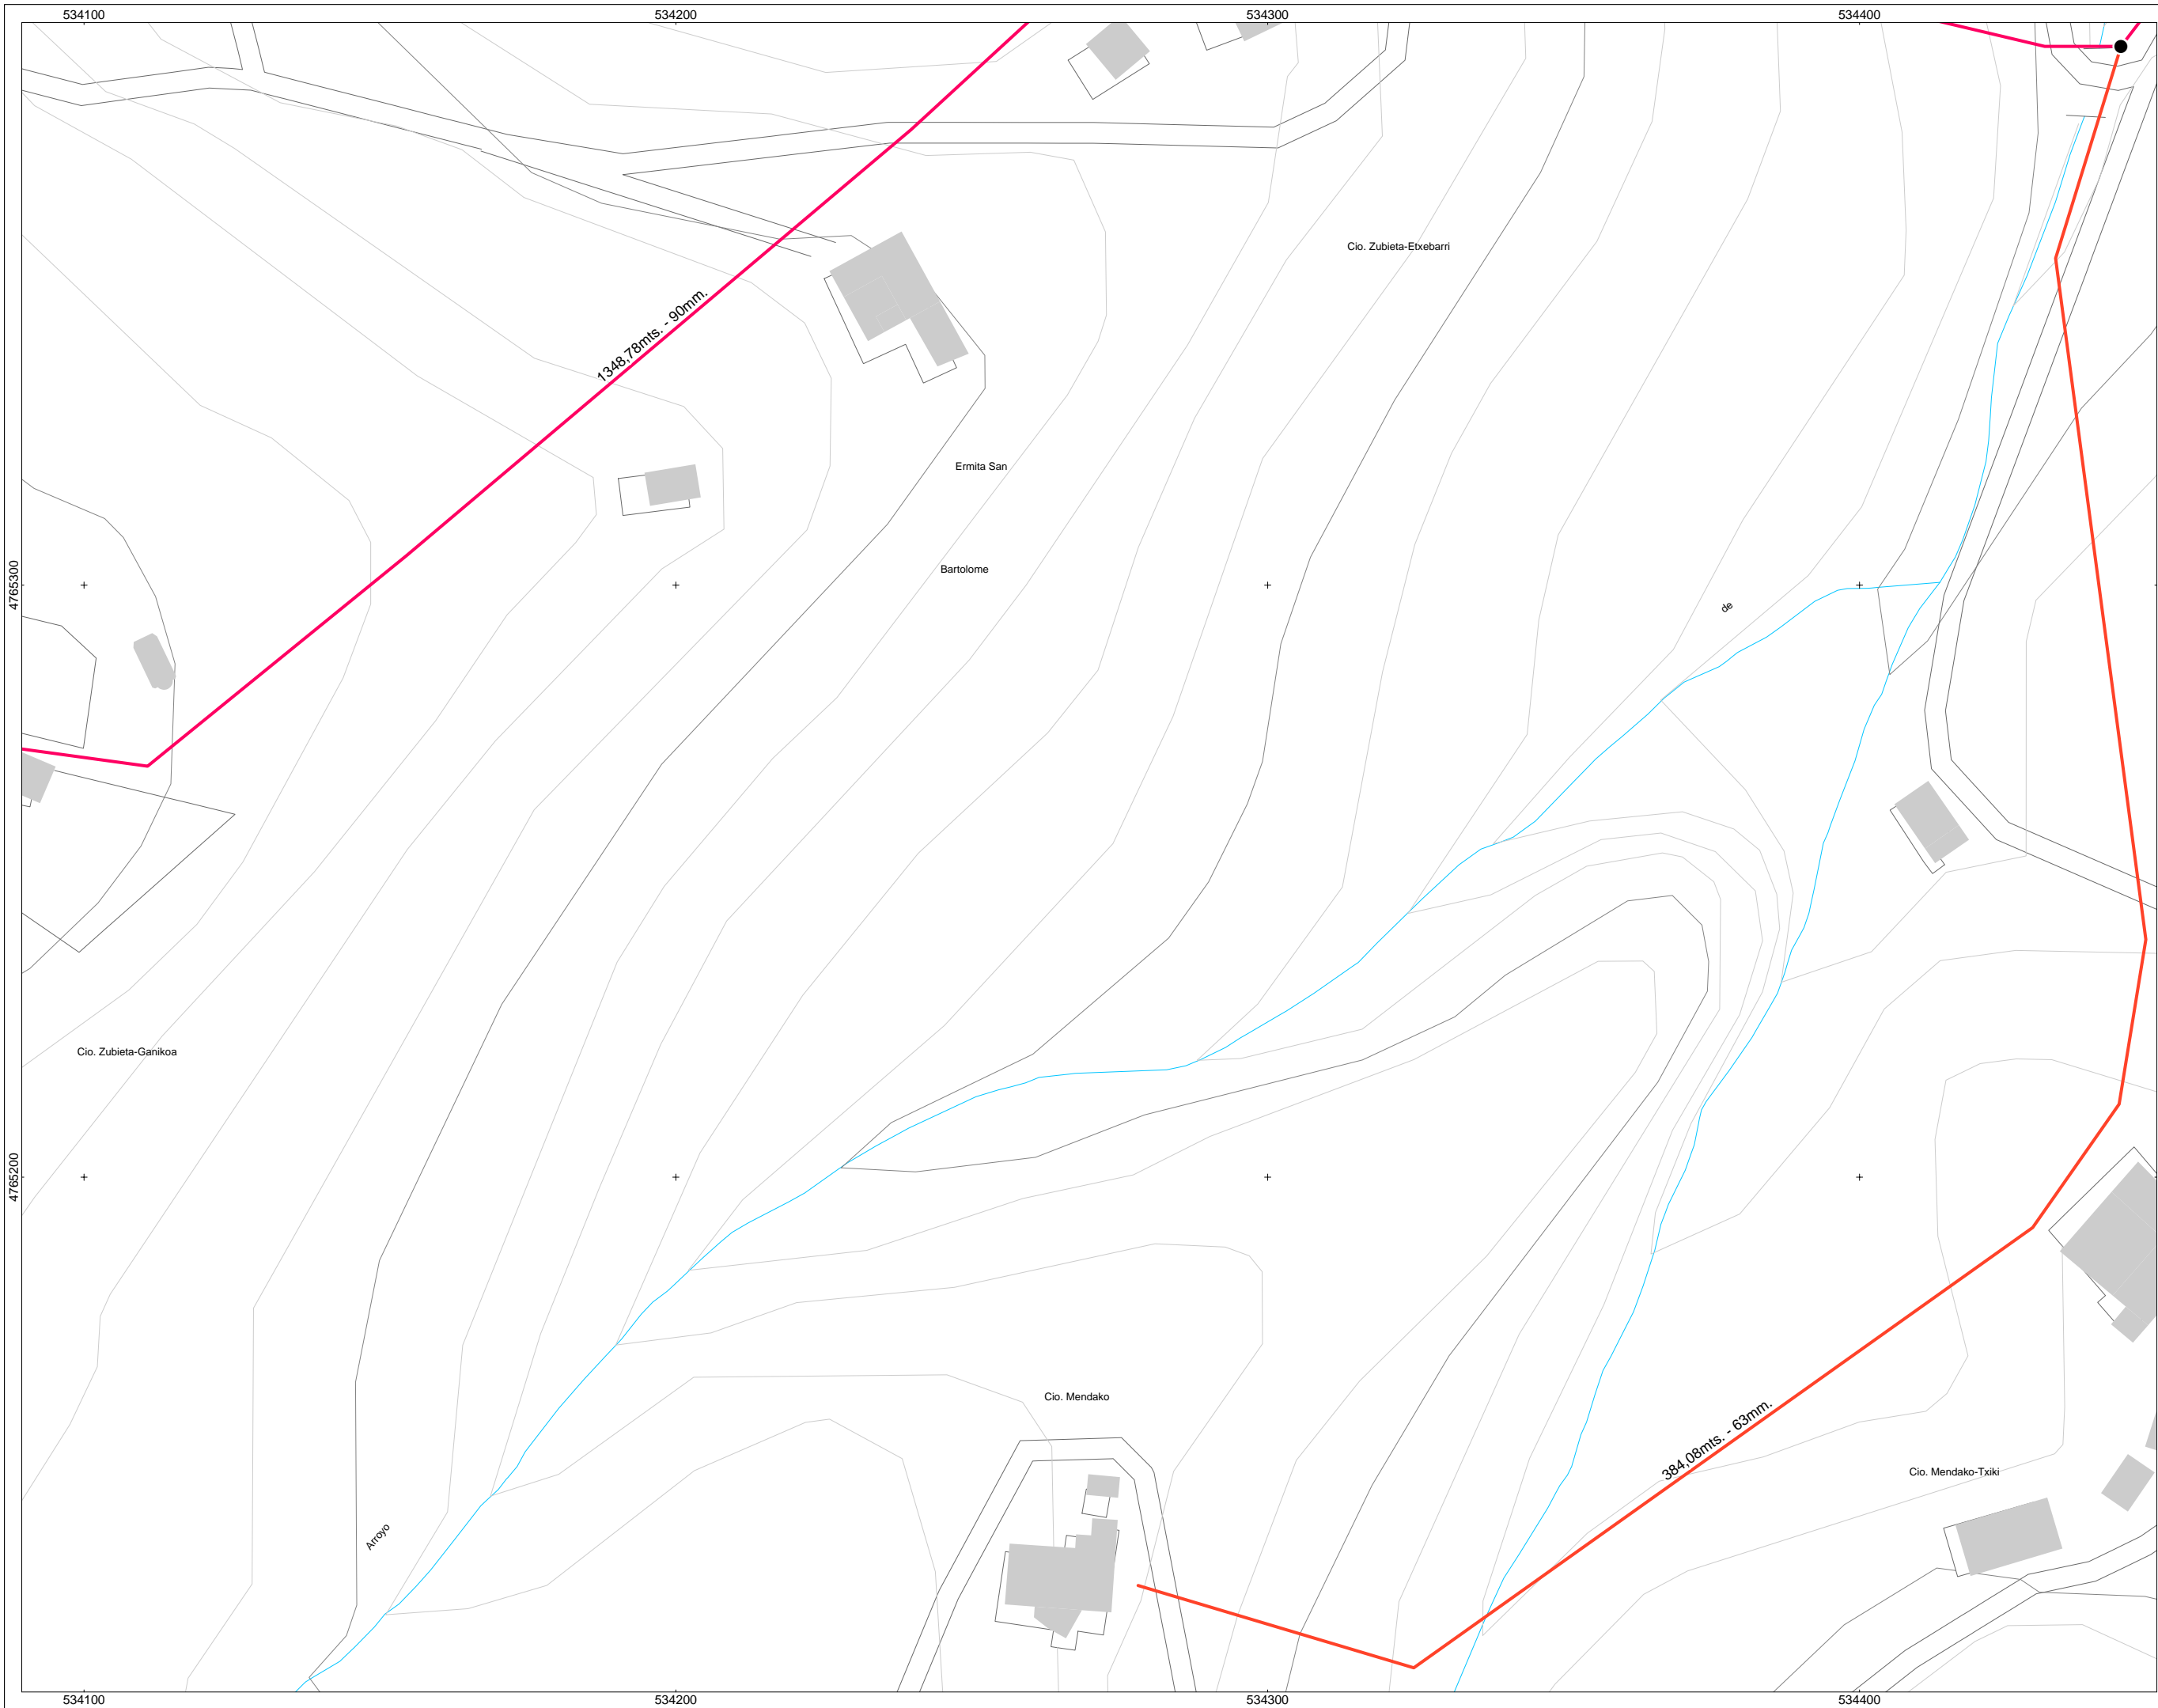 534100
534200
534300
534400
Cio. Zubieta-Etxebarri
1348,78mts. - 90mm.
Ermita San
Bartolome
4765300
de
Cio. Zubieta-Ganikoa
4765200
Cio. Mendako
384,08mts. - 63mm.
Cio. Mendako-Txiki
Arroyo
534100
534200
534300
534400